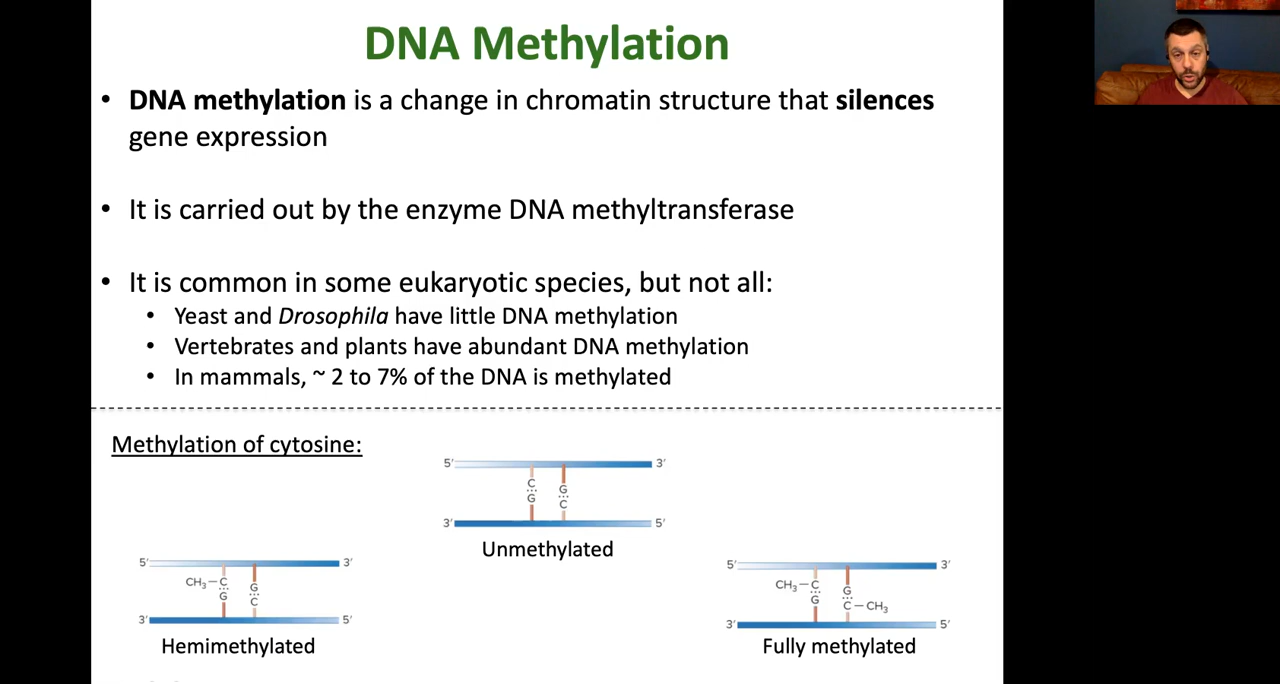 DNA Methylation
• DNA methylation is a change in chromatin structure that silences
gene expression
• It is carried out by the enzyme DNA methyltransferase
• It is common in some eukaryotic species, but not all:
• Yeast and Drosophila have little DNA methylation
• Vertebrates and plants have abundant DNA methylation
• In mammals, ~ 2 to 7% of the DNA is methylated
Methylation of cytosine:
5′ 3′
C G
G C
3′ 5′
Unmethylated
5′ 3′
CH₃–C G
G C
3′ 5′
Hemimethylated
5′ 3′
CH₃–C G
G C–CH₃
3′ 5′
Fully methylated